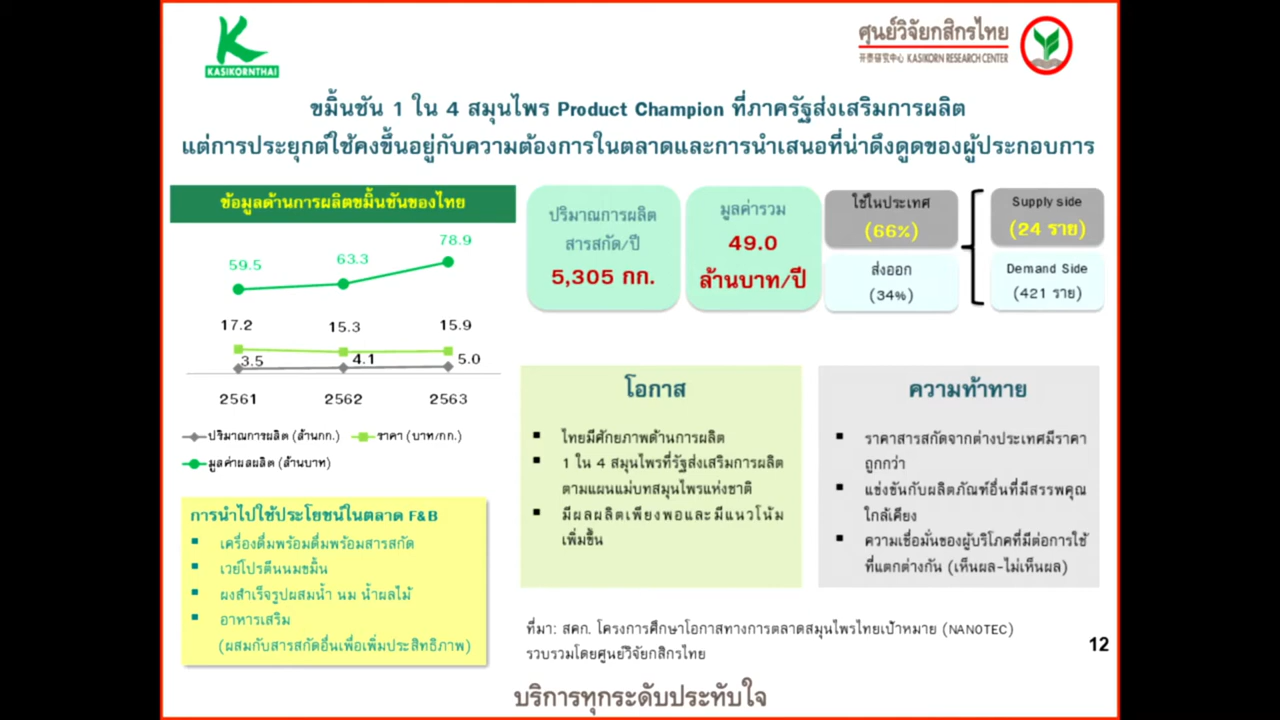 KASIKORNTHAI
ศูนย์วิจัยกสิกรไทย
开泰研究中心 KASIKORN RESEARCH CENTER
ขมิ้นชัน 1 ใน 4 สมุนไพร Product Champion ที่ภาครัฐส่งเสริมการผลิต
แต่การประยุกต์ใช้คงขึ้นอยู่กับความต้องการในตลาดและการนำเสนอที่น่าดึงดูดของผู้ประกอบการ
ข้อมูลด้านการผลิตขมิ้นชันของไทย
59.5
63.3
78.9
17.2
15.3
15.9
3.5
4.1
5.0
2561
2562
2563
ปริมาณการผลิต (ล้านกก.)
ราคา (บาท/กก.)
มูลค่าผลผลิต (ล้านบาท)
ปริมาณการผลิต
สารสกัด/ปี
5,305 กก.
มูลค่ารวม
49.0
ล้านบาท/ปี
ใช้ในประเทศ
(66%)
ส่งออก
(34%)
Supply side
(24 ราย)
Demand Side
(421 ราย)
การนำไปใช้ประโยชน์ในตลาด F&B
▪ เครื่องดื่มพร้อมดื่มพร้อมสารสกัด
▪ เวย์โปรตีนนมขมิ้น
▪ ผงสำเร็จรูปผสมน้ำ นม น้ำผลไม้
▪ อาหารเสริม
(ผสมกับสารสกัดอื่นเพื่อเพิ่มประสิทธิภาพ)
โอกาส
▪ ไทยมีศักยภาพด้านการผลิต
▪ 1 ใน 4 สมุนไพรที่รัฐส่งเสริมการผลิต
ตามแผนแม่บทสมุนไพรแห่งชาติ
▪ มีผลผลิตเพียงพอและมีแนวโน้ม
เพิ่มขึ้น
ความท้าทาย
▪ ราคาสารสกัดจากต่างประเทศมีราคา
ถูกกว่า
▪ แข่งขันกับผลิตภัณฑ์อื่นที่มีสรรพคุณ
ใกล้เคียง
▪ ความเชื่อมั่นของผู้บริโภคที่มีต่อการใช้
ที่แตกต่างกัน (เห็นผล-ไม่เห็นผล)
ที่มา: สคก. โครงการศึกษาโอกาสทางการตลาดสมุนไพรไทยเป้าหมาย (NANOTEC)
รวบรวมโดยศูนย์วิจัยกสิกรไทย
12
บริการทุกระดับประทับใจ